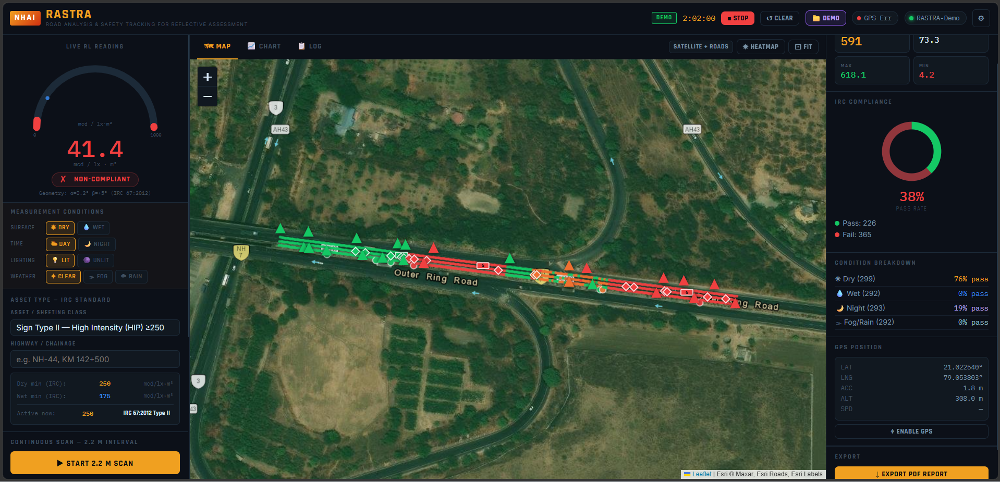 NHAI
RASTRA
ROAD ANALYSIS & SAFETY TRACKING FOR REFLECTIVE ASSESSMENT
DEMO
2:02:00
■ STOP
↺ CLEAR
DEMO
GPS Err
RASTRA-Demo
LIVE RL READING
mcd / lx·m²
0
1000
41.4
mcd / lx · m²
✗ NON-COMPLIANT
Geometry: α=0.2° β=+5° (IRC 67:2012)
MEASUREMENT CONDITIONS
SURFACE
DRY
WET
TIME
DAY
NIGHT
LIGHTING
LIT
UNLIT
WEATHER
CLEAR
FOG
RAIN
ASSET TYPE — IRC STANDARD
ASSET / SHEETING CLASS
Sign Type II — High Intensity (HIP) ≥250
HIGHWAY / CHAINAGE
e.g. NH-44, KM 142+500
Dry min (IRC): 250 mcd/lx·m²
Wet min (IRC): 175 mcd/lx·m²
Active now: 250 IRC 67:2012 Type II
CONTINUOUS SCAN — 2.2 M INTERVAL
▶ START 2.2 M SCAN
MAP
CHART
LOG
SATELLITE + ROADS
HEATMAP
FIT
+
−
3
AH43
AH43
NH
7
G
Outer Ring Road
G
ng Road
3
43
Leaflet | Esri © Maxar, Esri Roads, Esri Labels
591
73.3
MAX
618.1
MIN
4.2
IRC COMPLIANCE
38%
PASS RATE
Pass: 226
Fail: 365
CONDITION BREAKDOWN
Dry (299) 76% pass
Wet (292) 0% pass
Night (293) 19% pass
Fog/Rain (292) 0% pass
GPS POSITION
LAT 21.022540°
LNG 79.053803°
ACC 1.8 m
ALT 308.0 m
SPD —
ENABLE GPS
EXPORT
↓ EXPORT PDF REPORT